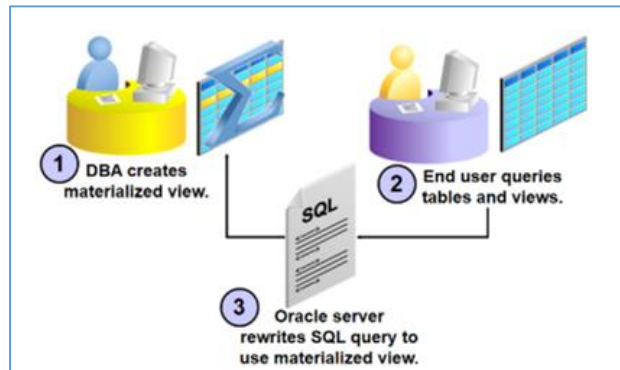 1
DBA creates
materialized view.
2
End user queries
tables and views.
SQL
3
Oracle server
rewrites SQL query to
use materialized view.